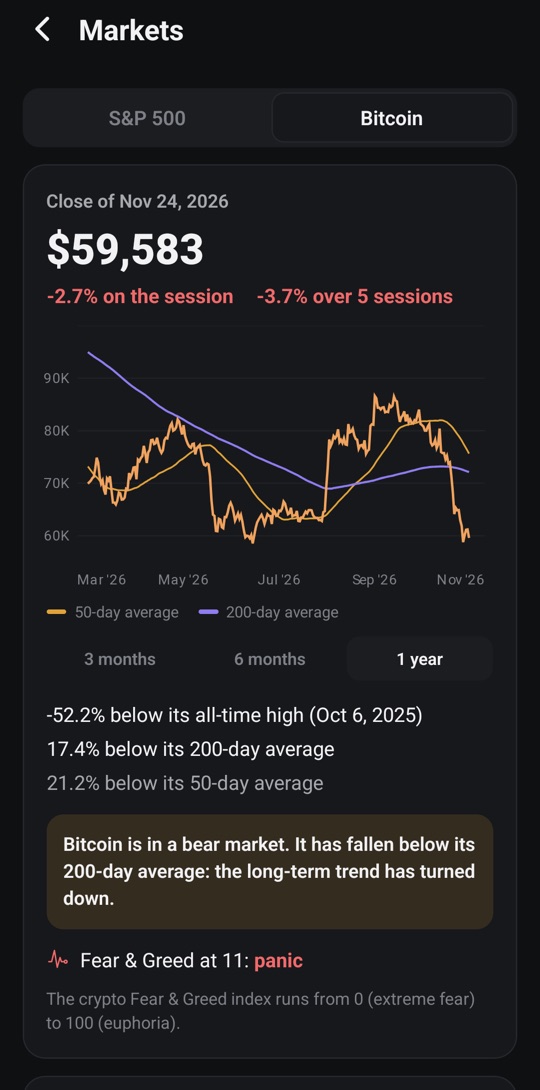 Markets
S&P 500
Bitcoin
Close of Nov 24, 2026
$59,583
-2.7% on the session
-3.7% over 5 sessions
90K
80K
70K
60K
Mar '26
May '26
Jul '26
Sep '26
Nov '26
50-day average
200-day average
3 months
6 months
1 year
-52.2% below its all-time high (Oct 6, 2025)
17.4% below its 200-day average
21.2% below its 50-day average
Bitcoin is in a bear market. It has fallen below its
200-day average: the long-term trend has turned
down.
Fear & Greed at 11: panic
The crypto Fear & Greed index runs from 0 (extreme fear)
to 100 (euphoria).